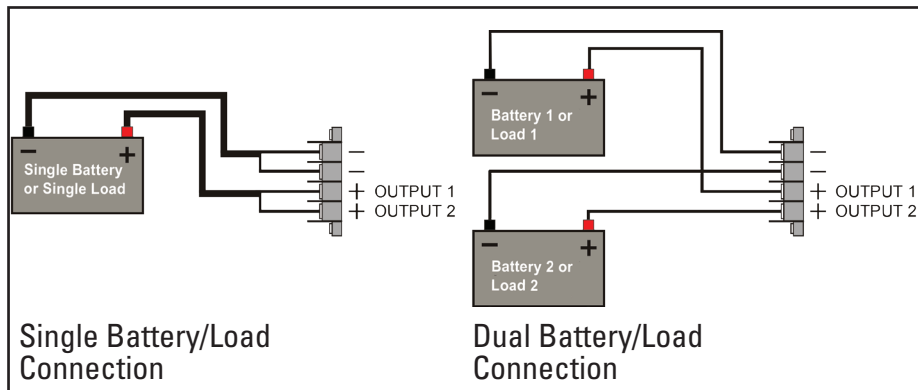 − +
Single Battery
or Single Load
−
−
+ OUTPUT 1
+ OUTPUT 2
Single Battery/Load
Connection
− +
Battery 1 or
Load 1
− +
Battery 2 or
Load 2
−
−
+ OUTPUT 1
+ OUTPUT 2
Dual Battery/Load
Connection